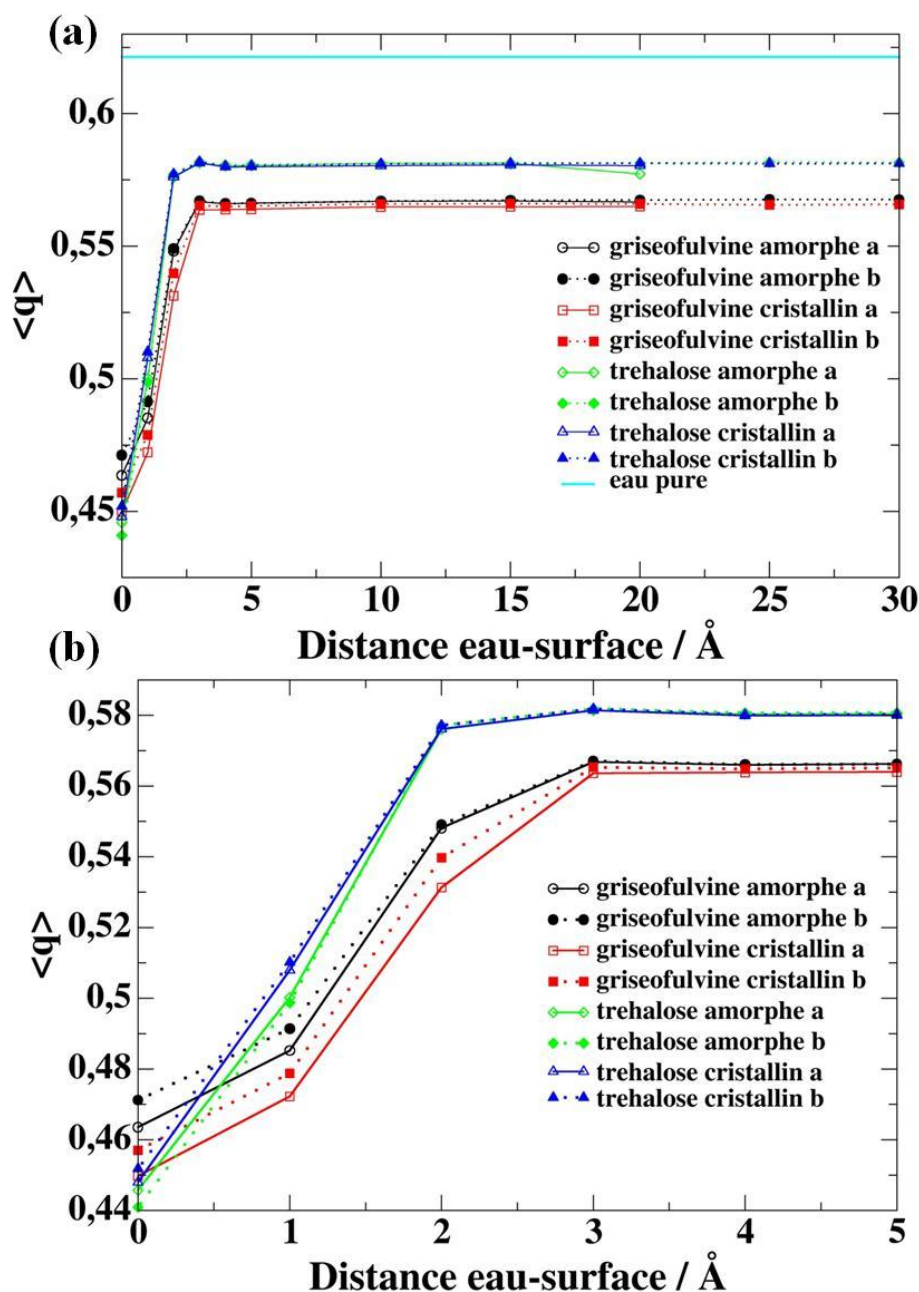 (a)
<q>
0,6
0,55
0,5
0,45
griseofulvine amorphe a
griseofulvine amorphe b
griseofulvine cristallin a
griseofulvine cristallin b
trehalose amorphe a
trehalose amorphe b
trehalose cristallin a
trehalose cristallin b
eau pure
0 5 10 15 20 25 30
Distance eau-surface / Å
(b)
<q>
0,58
0,56
0,54
0,52
0,5
0,48
0,46
0,44
griseofulvine amorphe a
griseofulvine amorphe b
griseofulvine cristallin a
griseofulvine cristallin b
trehalose amorphe a
trehalose amorphe b
trehalose cristallin a
trehalose cristallin b
0 1 2 3 4 5
Distance eau-surface / Å